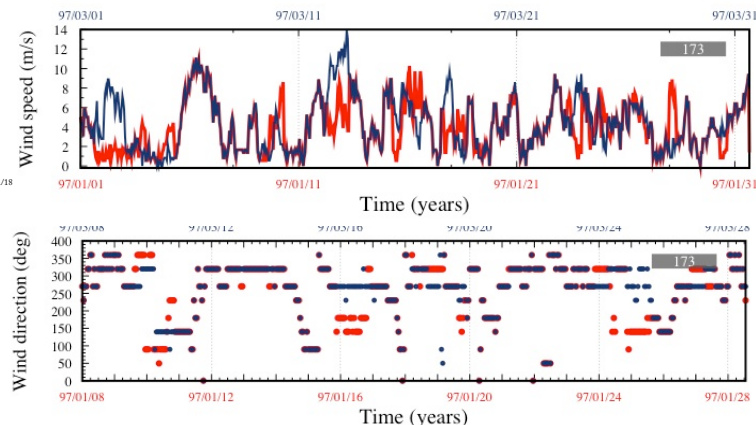 97/03/01 97/03/11 97/03/21 97/03/31
14
12
10
8
6
4
2
0
Wind speed (m/s)
173
97/01/01 97/01/11 97/01/21 97/01/31
/18
Time (years)
97/03/08 97/03/12 97/03/16 97/03/20 97/03/24 97/03/28
400
350
300
250
200
150
100
50
0
Wind direction (deg)
173
97/01/08 97/01/12 97/01/16 97/01/20 97/01/24 97/01/28
Time (years)